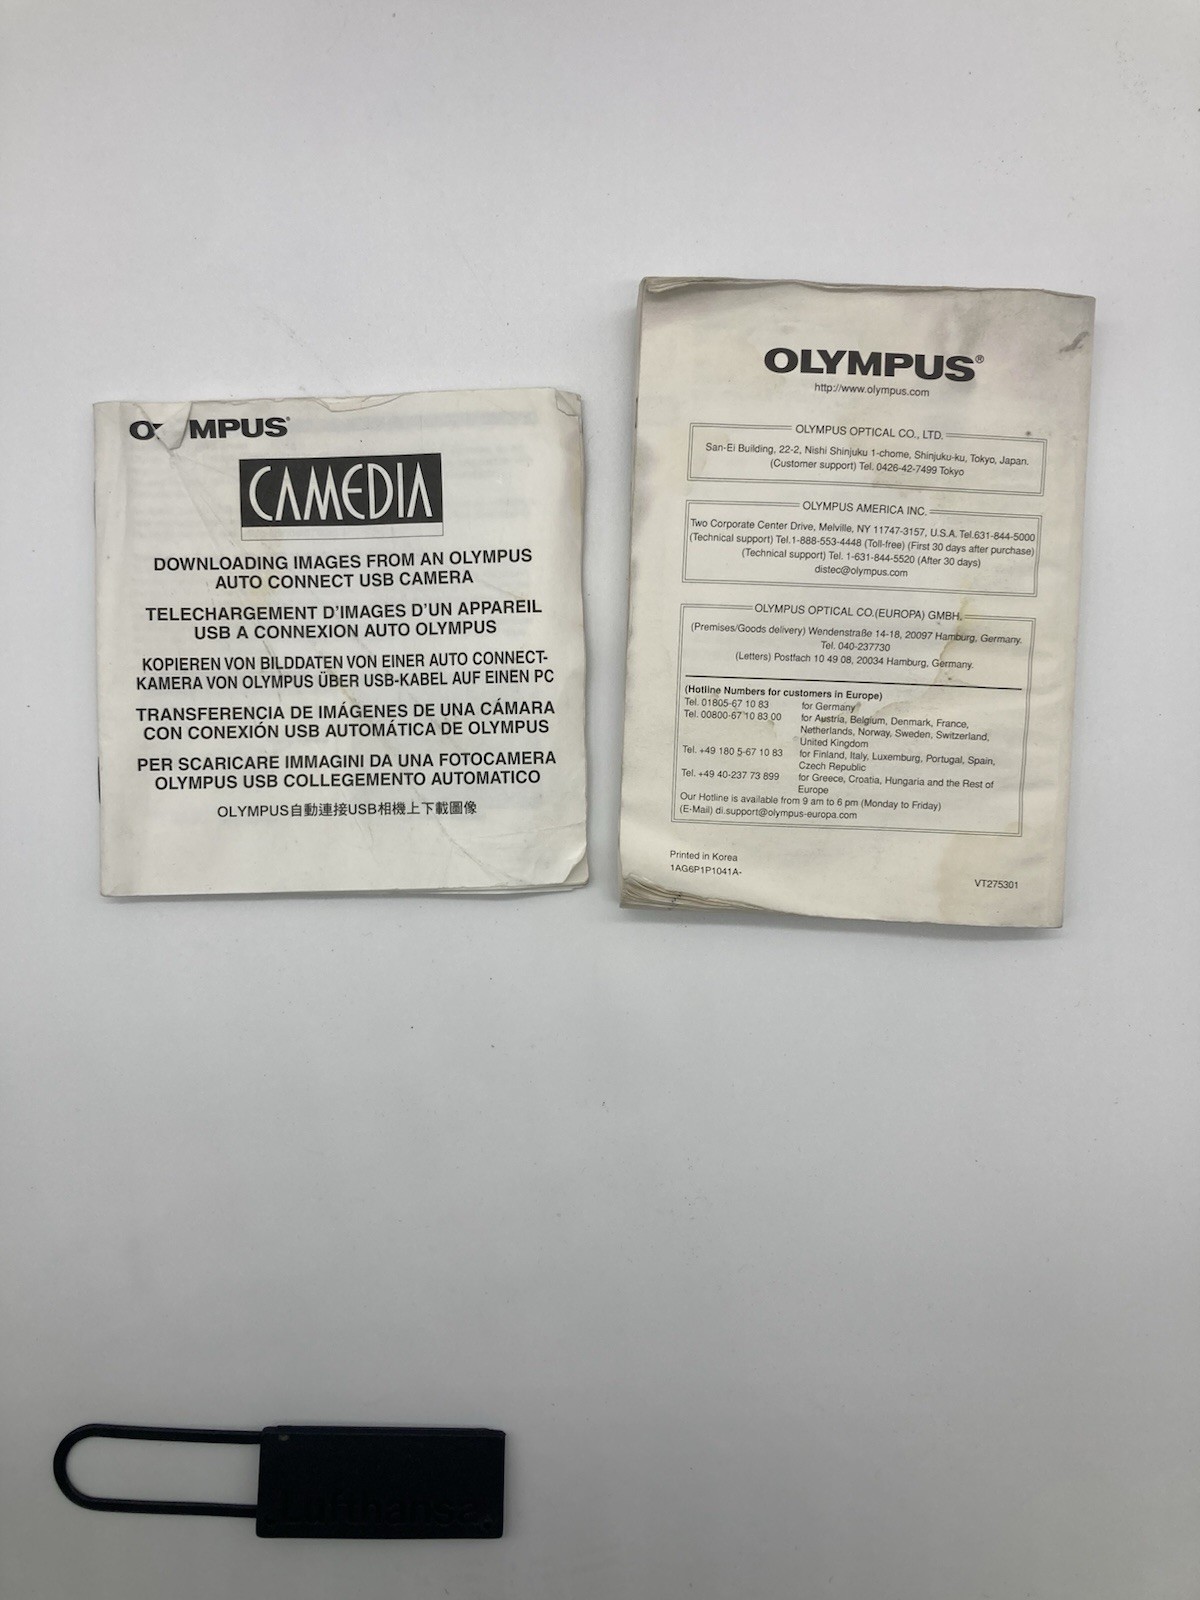 OLYMPUS®
CAMEDIA
DOWNLOADING IMAGES FROM AN OLYMPUS
AUTO CONNECT USB CAMERA
TELECHARGEMENT D'IMAGES D'UN APPAREIL
USB A CONNEXION AUTO OLYMPUS
KOPIEREN VON BILDDATEN VON EINER AUTO CONNECT-
KAMERA VON OLYMPUS ÜBER USB-KABEL AUF EINEN PC
TRANSFERENCIA DE IMÁGENES DE UNA CÁMARA
CON CONEXIÓN USB AUTOMÁTICA DE OLYMPUS
PER SCARICARE IMMAGINI DA UNA FOTOCAMERA
OLYMPUS USB COLLEGEMENTO AUTOMATICO
OLYMPUS自動連接USB相機上下載圖像
OLYMPUS®
http://www.olympus.com
OLYMPUS OPTICAL CO., LTD.
San-Ei Building, 22-2, Nishi Shinjuku 1-chome, Shinjuku-ku, Tokyo, Japan.
(Customer support) Tel. 0426-42-7499 Tokyo
OLYMPUS AMERICA INC.
Two Corporate Center Drive, Melville, NY 11747-3157, U.S.A. Tel.631-844-5000
(Technical support) Tel.1-888-553-4448 (Toll-free) (First 30 days after purchase)
(Technical support) Tel. 1-631-844-5520 (After 30 days)
distec@olympus.com
OLYMPUS OPTICAL CO.(EUROPA) GMBH.
(Premises/Goods delivery) Wendenstraße 14-18, 20097 Hamburg, Germany.
Tel. 040-237730
(Letters) Postfach 10 49 08, 20034 Hamburg, Germany.
(Hotline Numbers for customers in Europe)
Tel. 01805-67 10 83 for Germany
Tel. 00800-67 10 83 00 for Austria, Belgium, Denmark, France,
Netherlands, Norway, Sweden, Switzerland,
United Kingdom
Tel. +49 180 5-67 10 83 for Finland, Italy, Luxemburg, Portugal, Spain,
Czech Republic
Tel. +49 40-237 73 899 for Greece, Croatia, Hungaria and the Rest of
Europe
Our Hotline is available from 9 am to 6 pm (Monday to Friday)
(E-Mail) di.support@olympus-europa.com
Printed in Korea
1AG6P1P1041A-
VT275301
Lufthansa